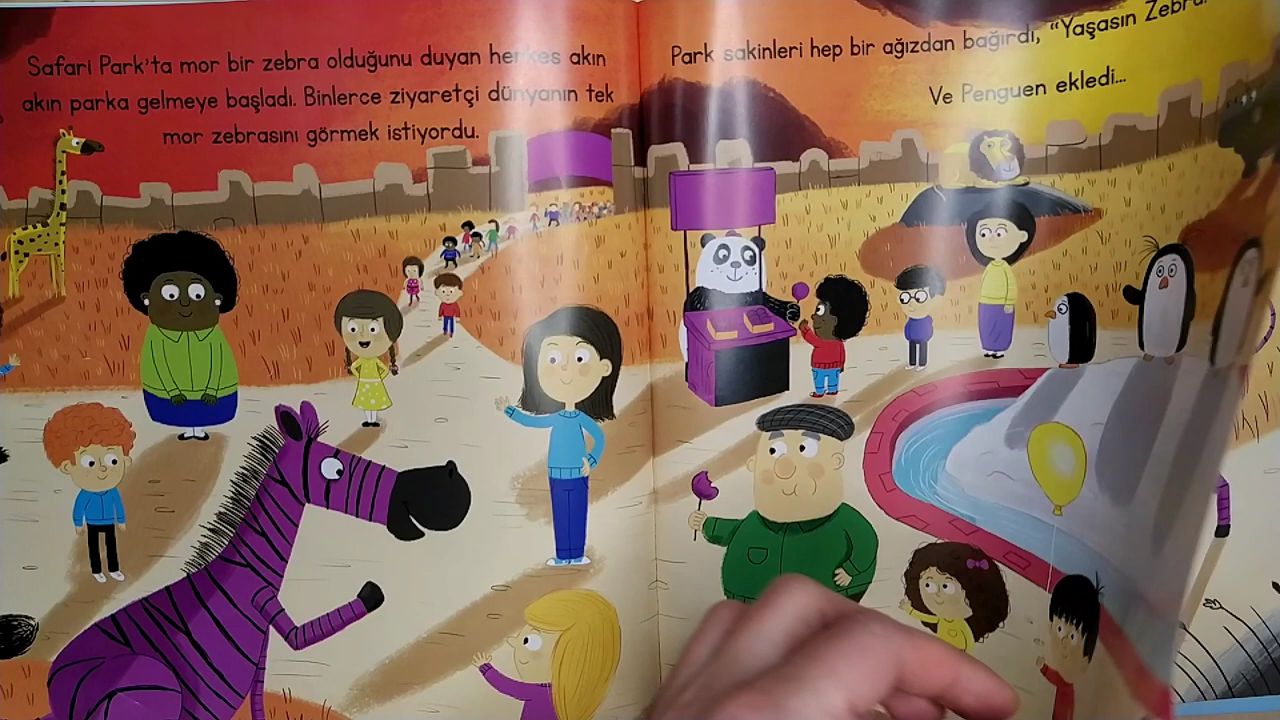 Safari Park'ta mor bir zebra olduğunu duyan herkes akın
akın parka gelmeye başladı. Binlerce ziyaretçi dünyanın tek
mor zebrasını görmek istiyordu.
Park sakinleri hep bir ağızdan bağırdı, “Yaşasın Zebra
Ve Penguen ekledi...